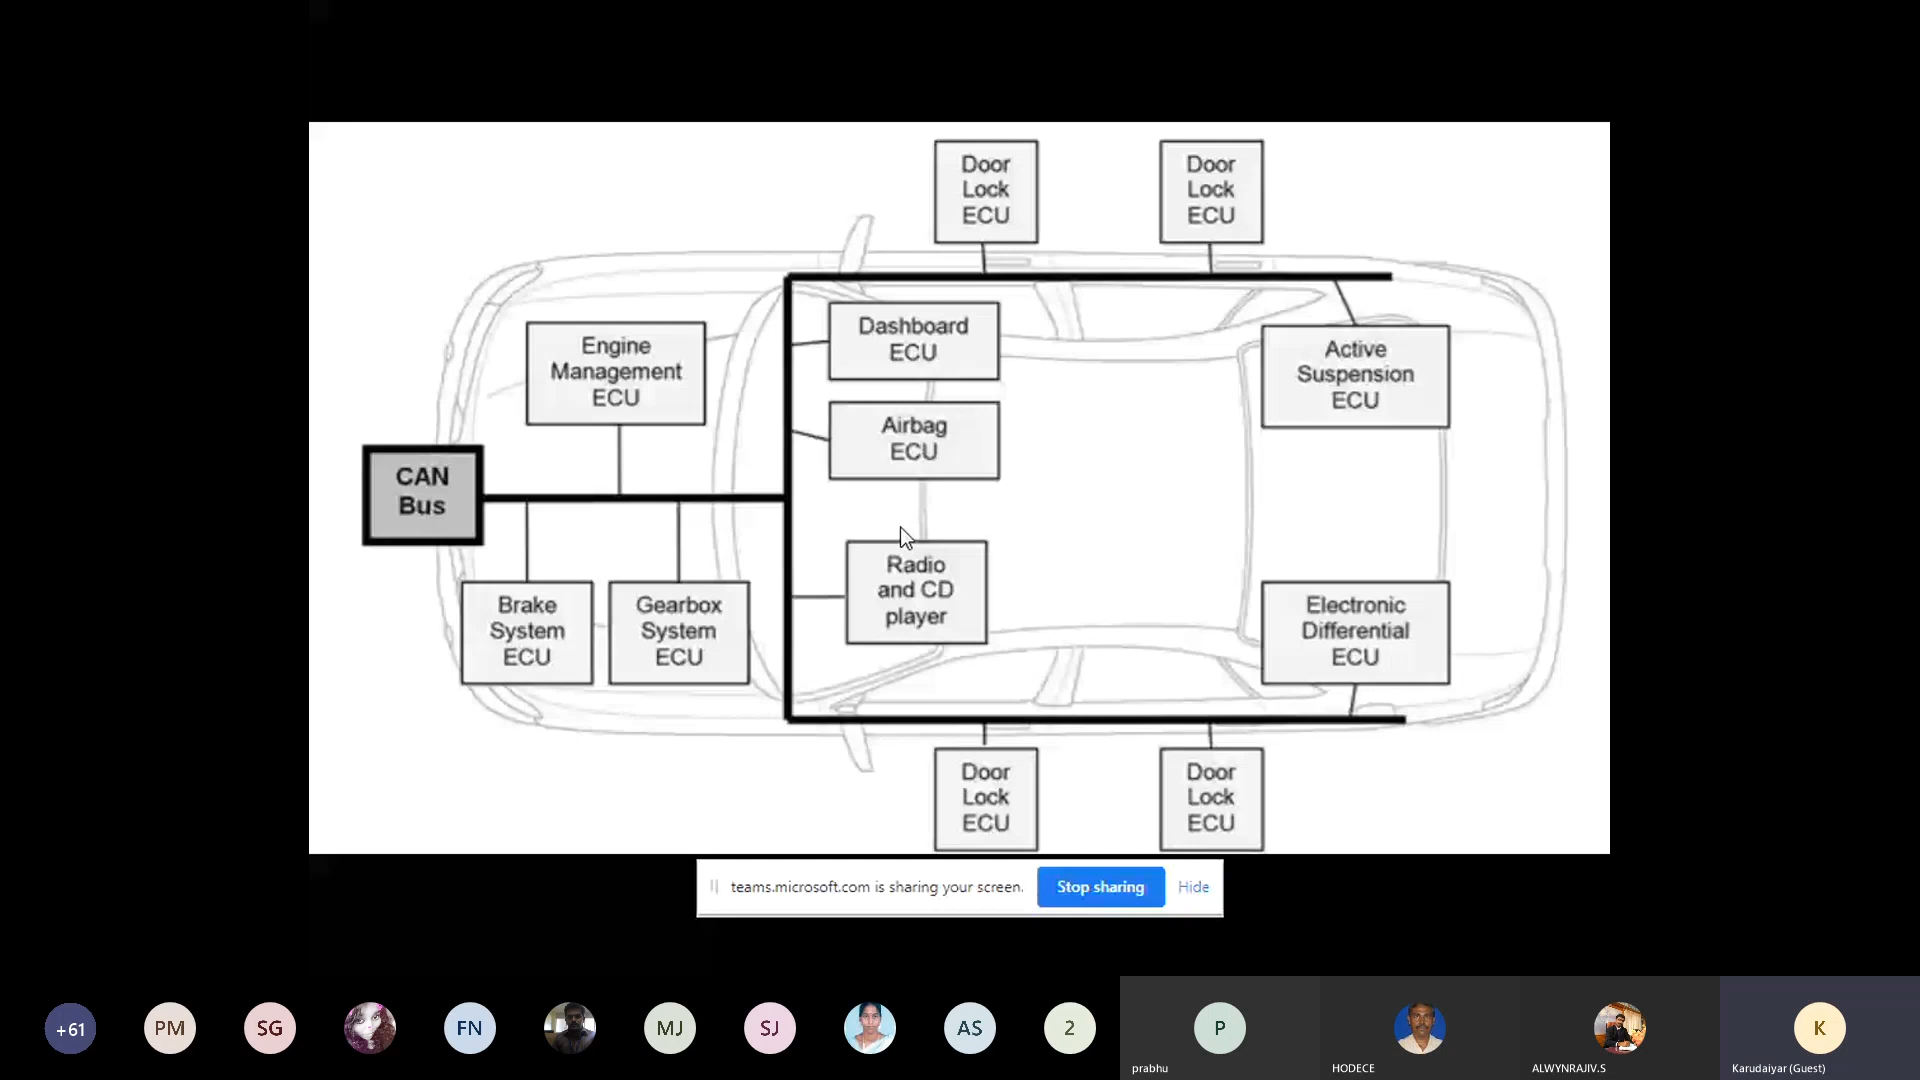 Door
Lock
ECU
Door
Lock
ECU
Dashboard
ECU
Engine
Management
ECU
Active
Suspension
ECU
Airbag
ECU
CAN
Bus
Radio
and CD
player
Brake
System
ECU
Gearbox
System
ECU
Electronic
Differential
ECU
Door
Lock
ECU
Door
Lock
ECU
teams.microsoft.com is sharing your screen.
Stop sharing
Hide
+61
PM
SG
FN
MJ
SJ
AS
2
P
K
prabhu
HODECE
ALWYNRAJIV.S
Karudaiyar (Guest)